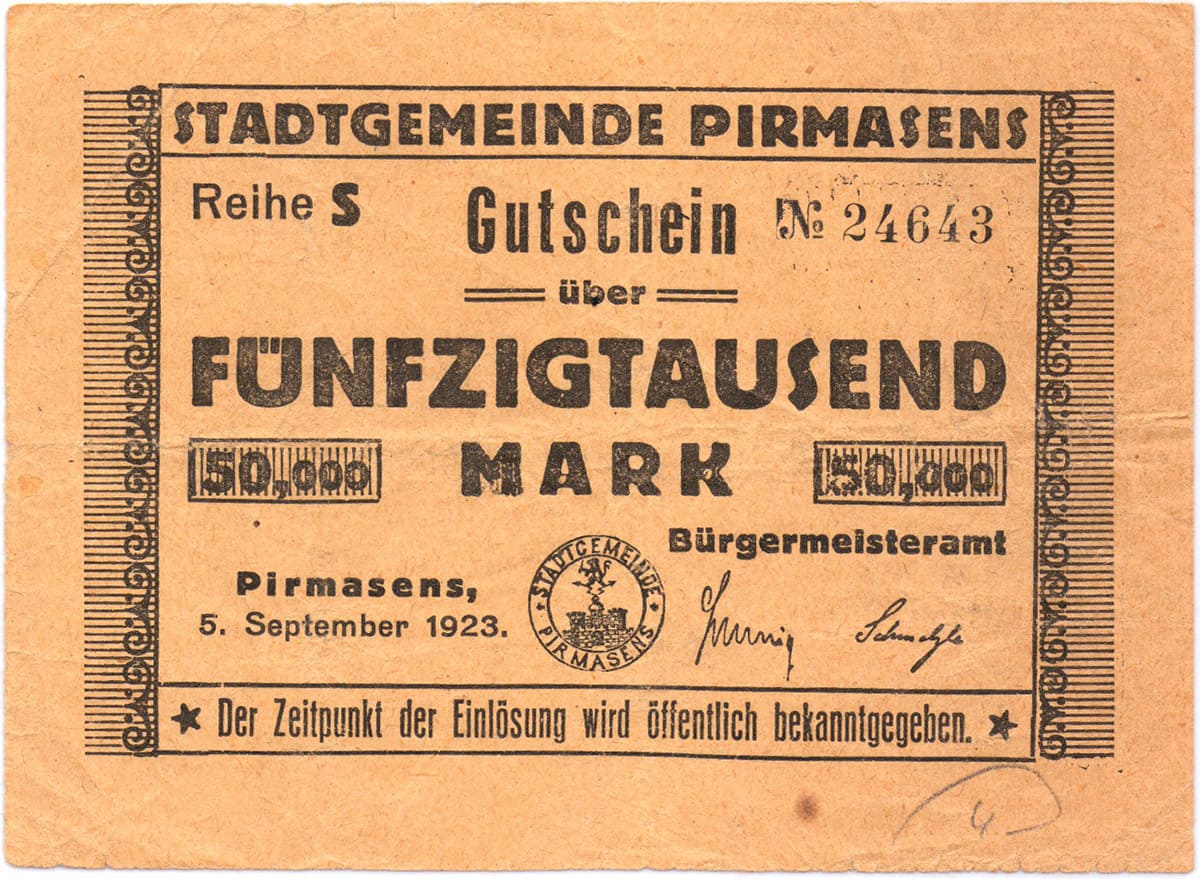 STADTGEMEINDE PIRMASENS
Reihe S
Gutschein
№ 24643
über
FÜNFZIGTAUSEND
50,000 MARK 50,000
Bürgermeisteramt
Pirmasens,
5. September 1923.
STADTGEMEINDE
PIRMASENS
★ Der Zeitpunkt der Einlösung wird öffentlich bekanntgegeben. ★
4